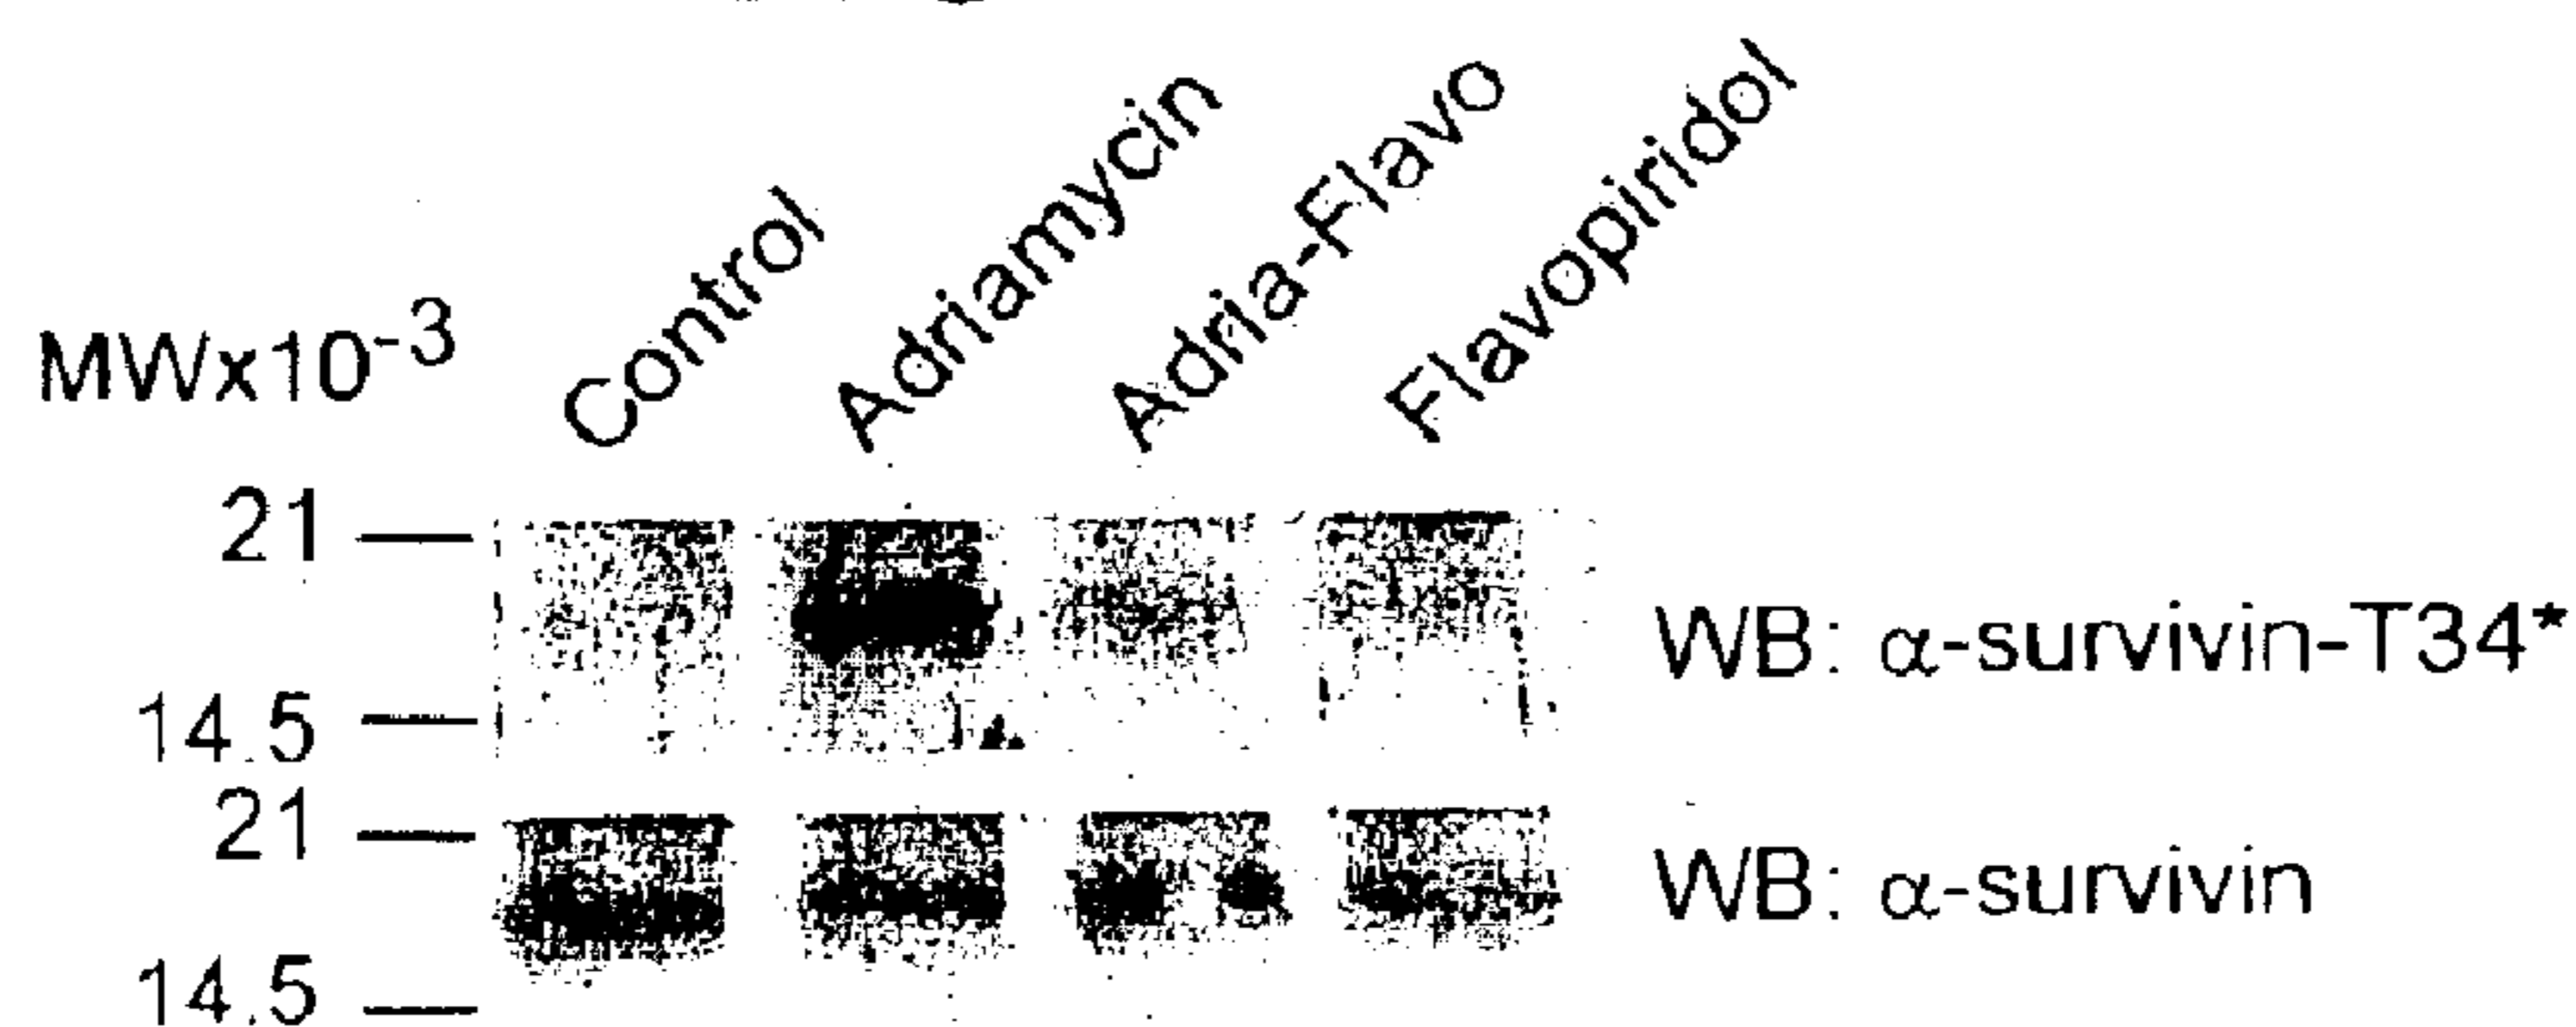 MWx10-3
Control
Adriamycin
Adria-Flavo
Flavopiridol
21
14.5
WB: α-survivin-T34*
21
14.5
WB: α-survivin